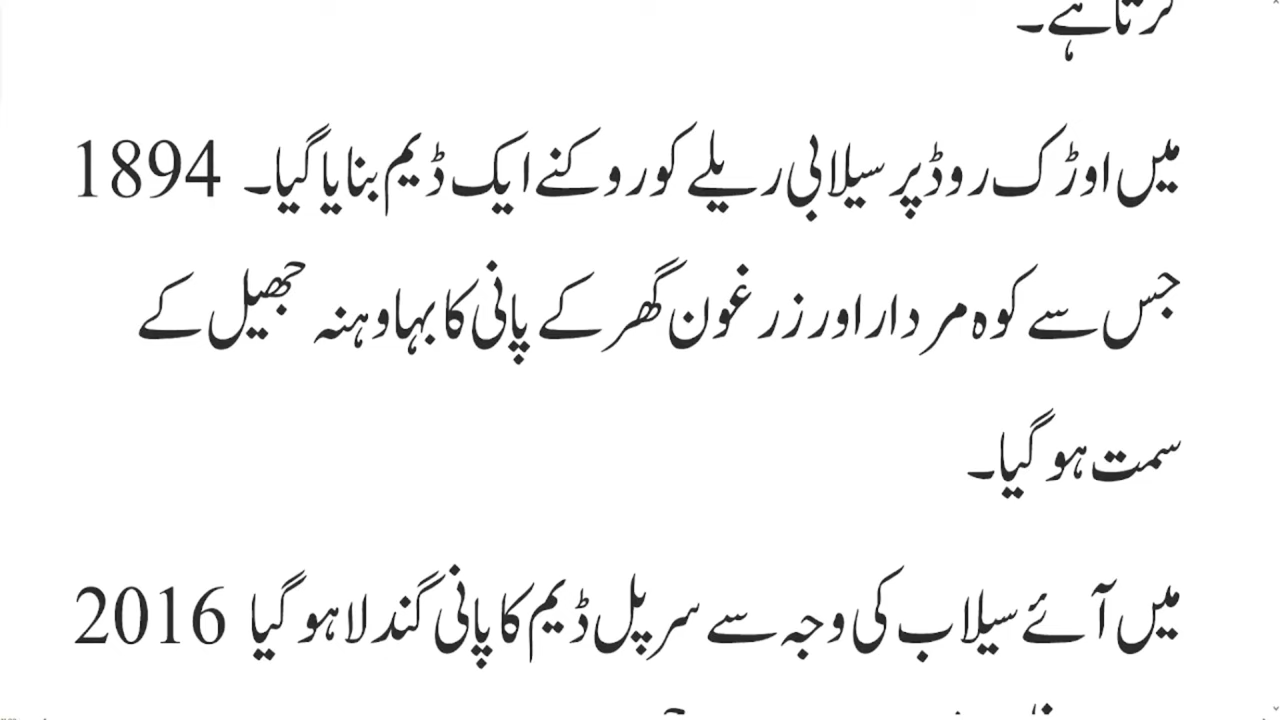 کرتا ہے۔
میں اوڑک روڈ پر سیلابی ریلے کو روکنے ایک ڈیم بنایا گیا۔ 1894
جس سے کوہ مردار اور زرغون گھر کے پانی کا بہاو ہنہ جھیل کے
سمت ہو گیا۔
میں آئے سیلاب کی وجہ سے سرپل ڈیم کا پانی گندلا ہو گیا 2016